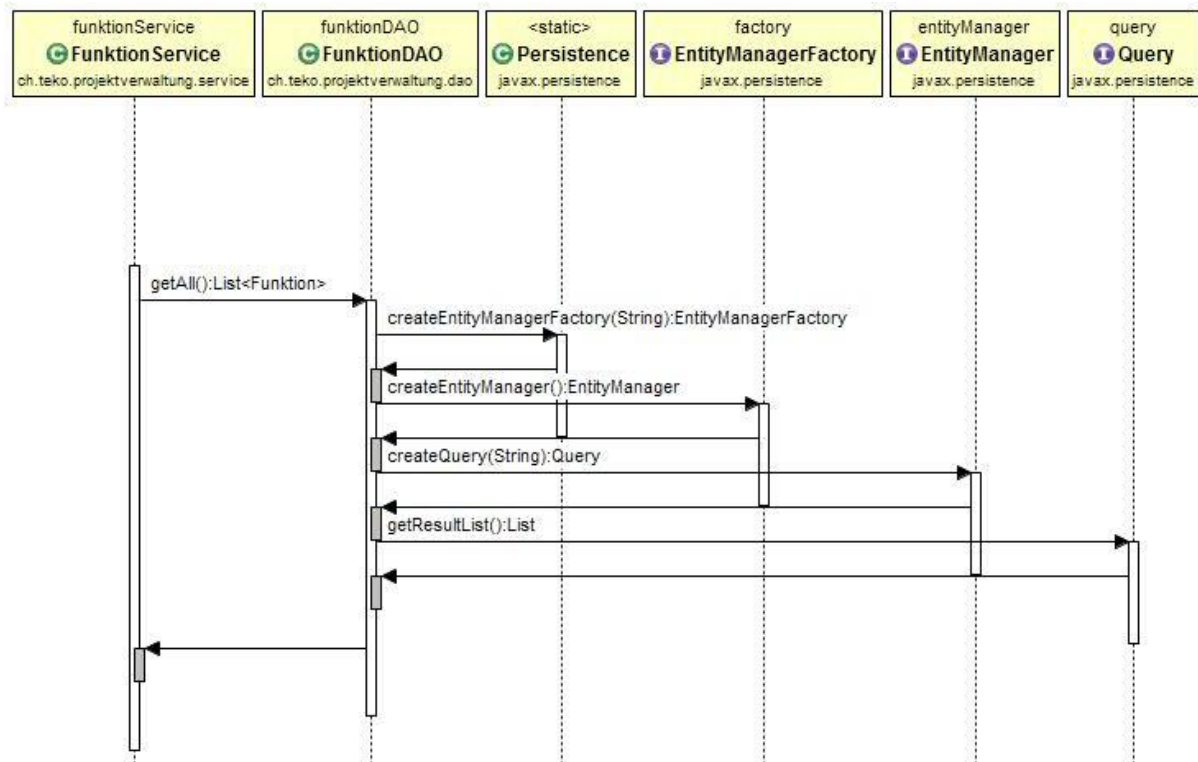 funktionService
C FunktionService
ch.teko.projektverwaltung.service
funktionDAO
C FunktionDAO
ch.teko.projektverwaltung.dao
<static>
C Persistence
javax.persistence
factory
I EntityManagerFactory
javax.persistence
entityManager
I EntityManager
javax.persistence
query
I Query
javax.persistence
getAll():List<Funktion>
createEntityManagerFactory(String):EntityManagerFactory
createEntityManager():EntityManager
createQuery(String):Query
getResultList():List